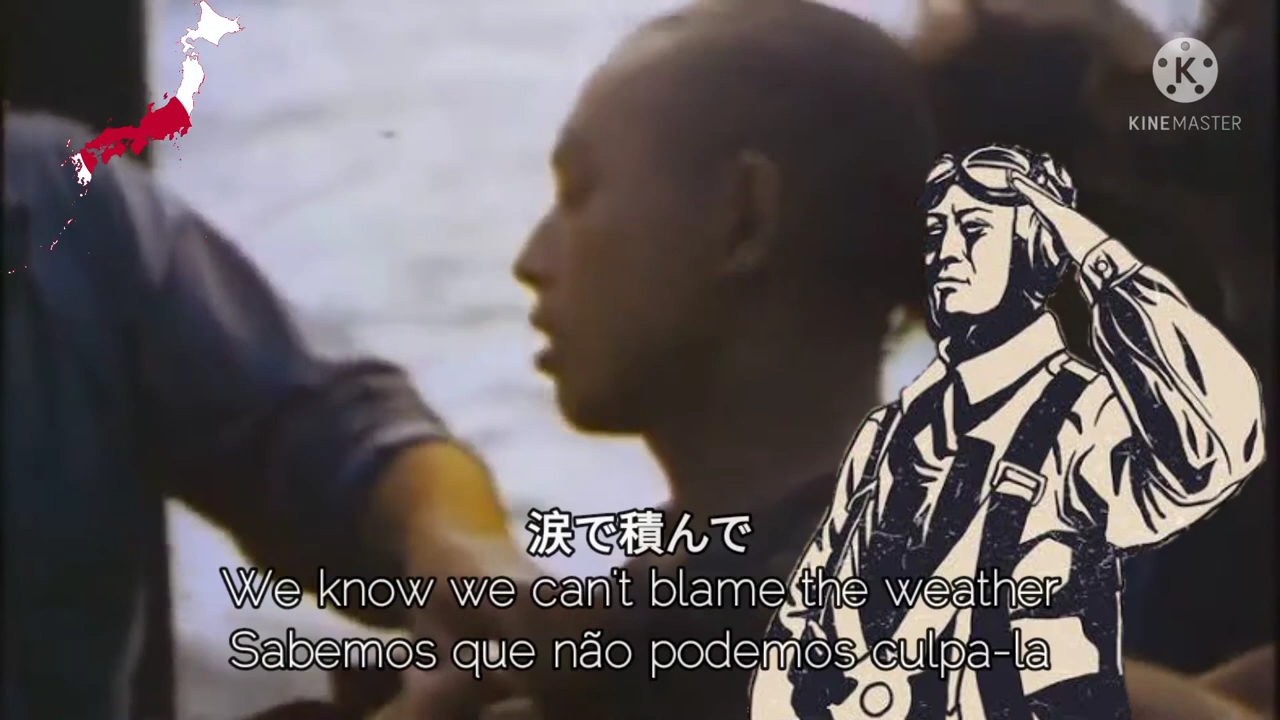 K
KINEMASTER
涙で積んで
We know we can't blame the weather
Sabemos que não podemos culpa-la